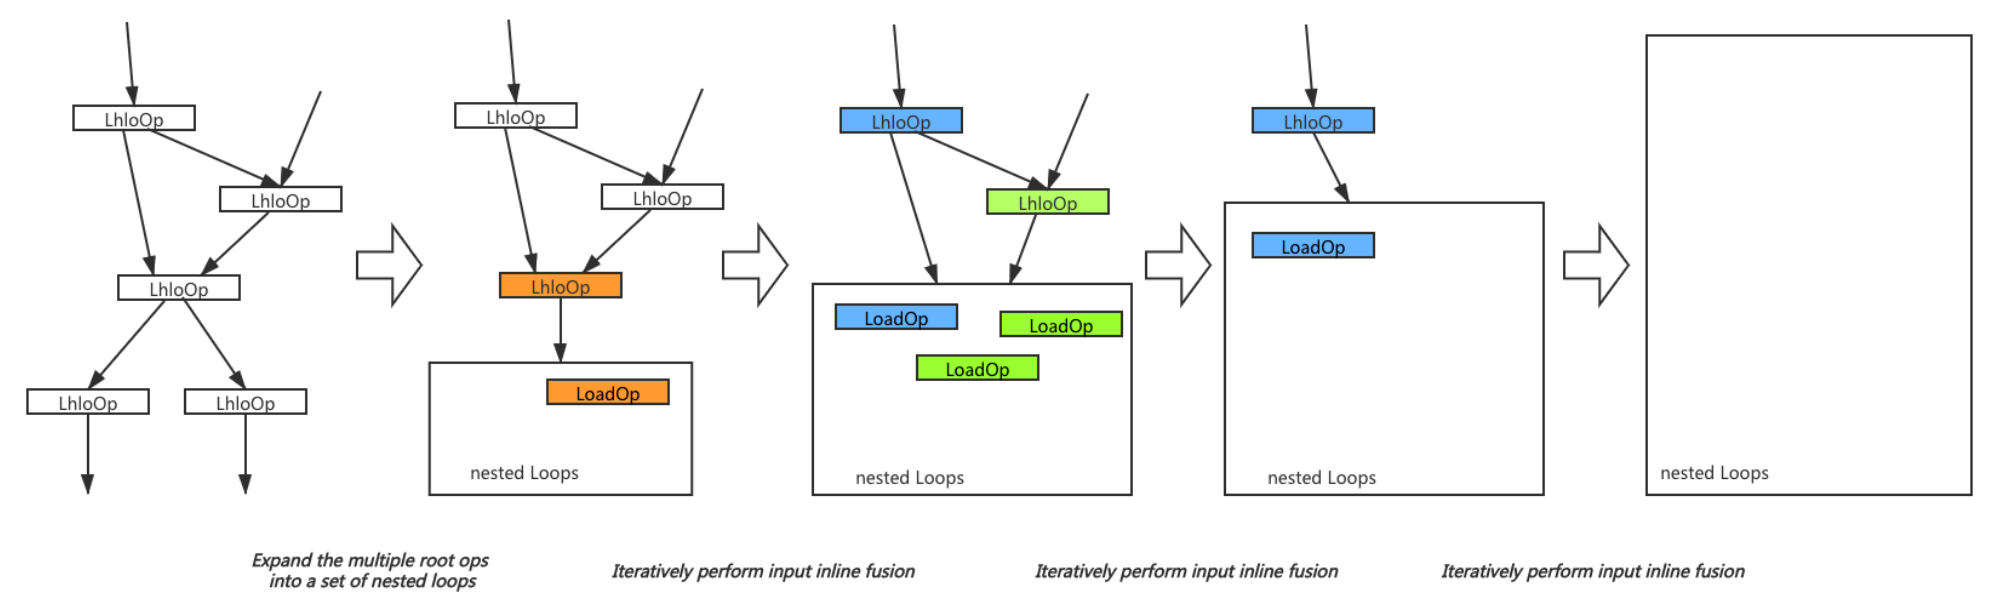 LhloOp
LhloOp
LhloOp
LhloOp
LhloOp
LhloOp
LhloOp
LhloOp
LoadOp
nested Loops
LhloOp
LhloOp
LoadOp
LoadOp
LoadOp
nested Loops
LhloOp
LoadOp
nested Loops
nested Loops
Expand the multiple root ops
into a set of nested loops
Iteratively perform input inline fusion
Iteratively perform input inline fusion
Iteratively perform input inline fusion